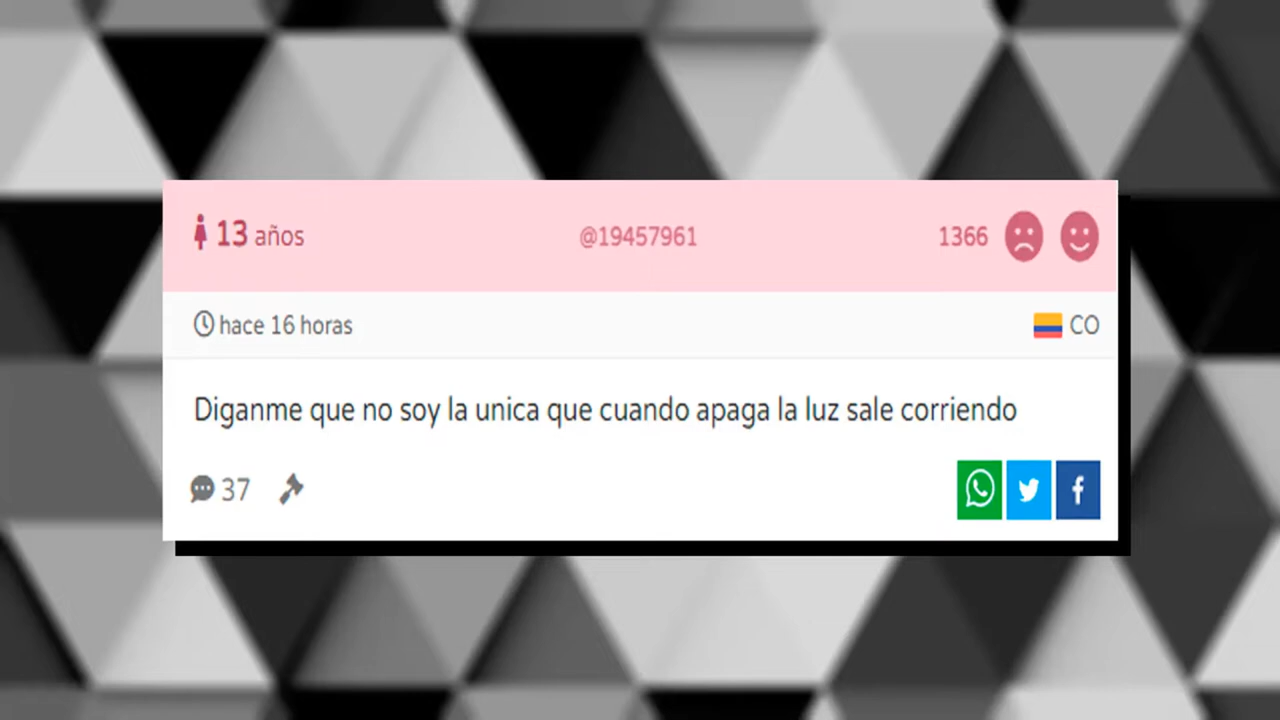 13 años @19457961 1366
hace 16 horas CO
Diganme que no soy la unica que cuando apaga la luz sale corriendo
37